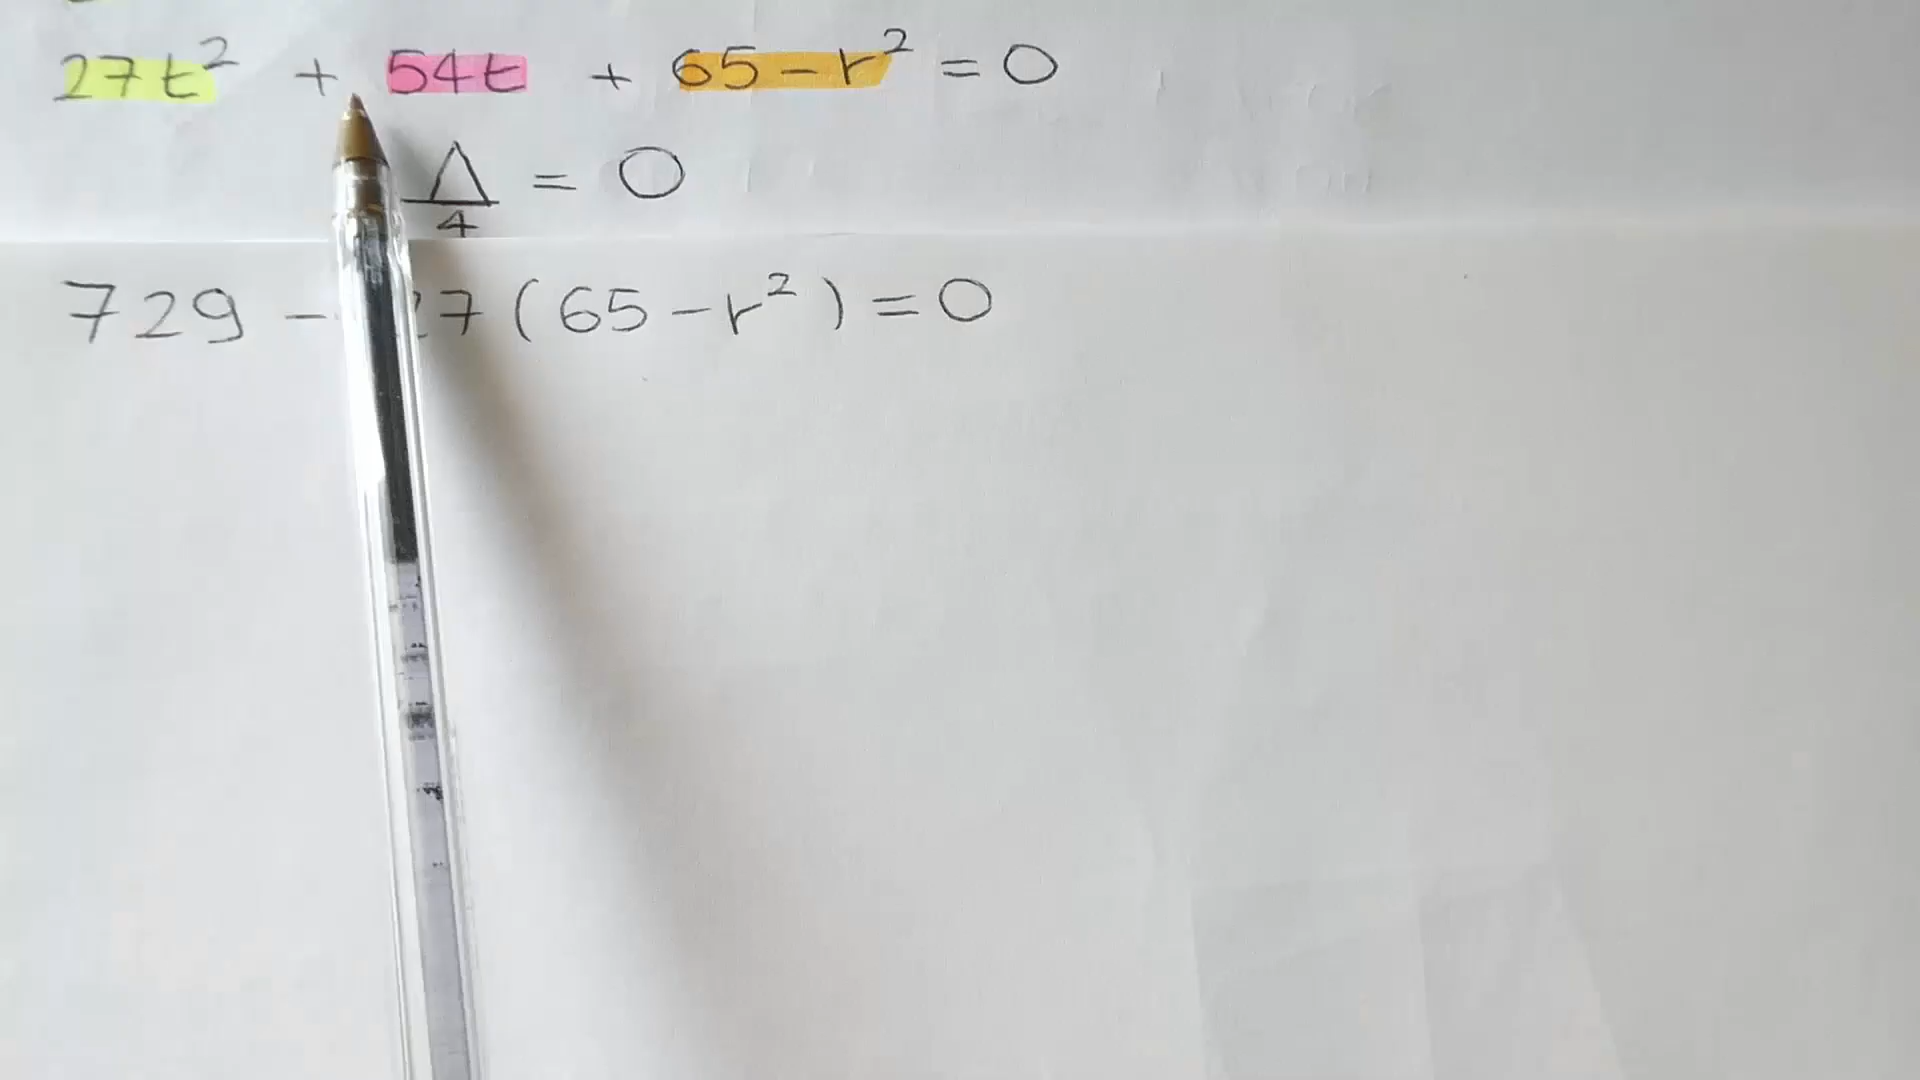 27t² + 54t + 65 - r² = 0
Δ/4 = 0
729 - 27 (65 - r²) = 0